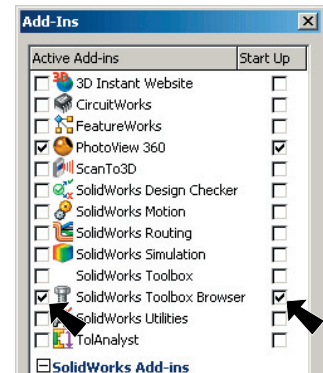 Add-Ins
Active Add-ins Start Up
3D Instant Website
CircuitWorks
FeatureWorks
PhotoView 360
ScanTo3D
SolidWorks Design Checker
SolidWorks Motion
SolidWorks Routing
SolidWorks Simulation
SolidWorks Toolbox
SolidWorks Toolbox Browser
SolidWorks Utilities
TolAnalyst
SolidWorks Add-ins